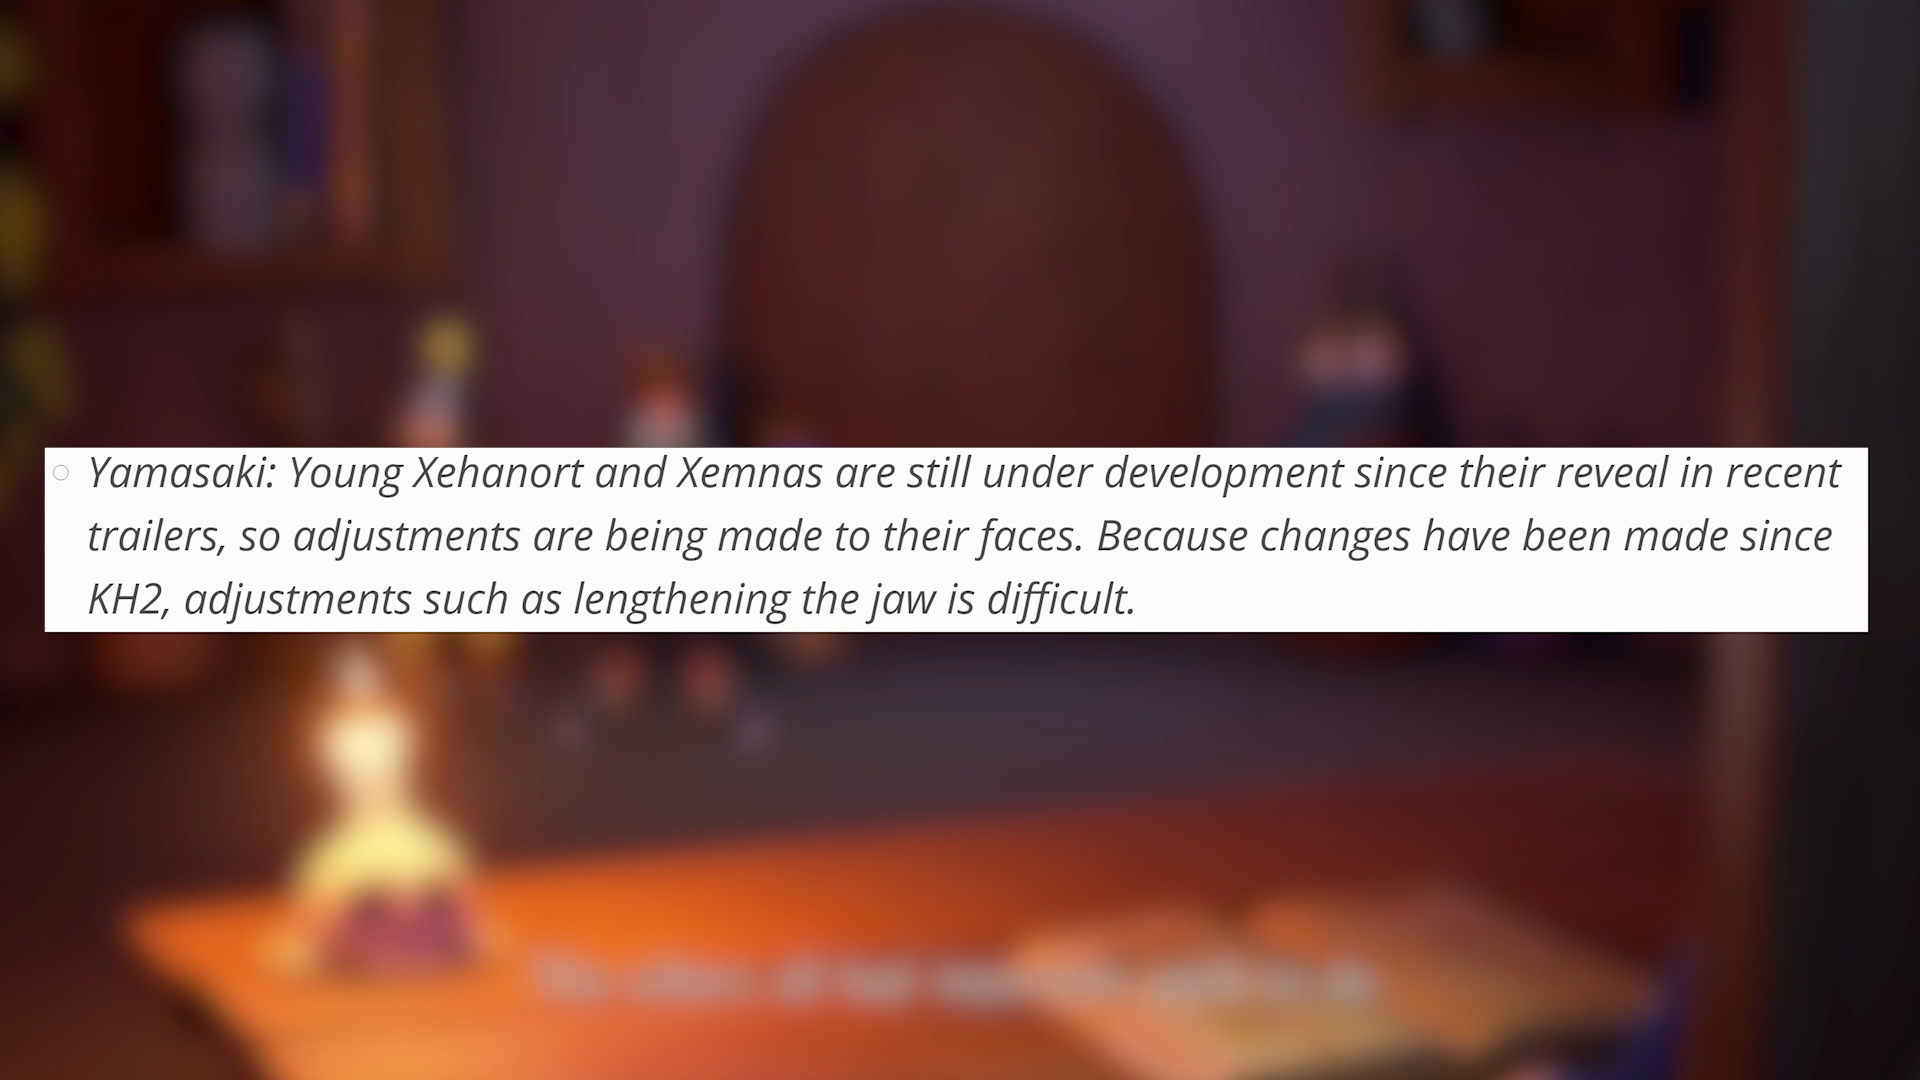 Yamasaki: Young Xehanort and Xemnas are still under development since their reveal in recent
trailers, so adjustments are being made to their faces. Because changes have been made since
KH2, adjustments such as lengthening the jaw is difficult.